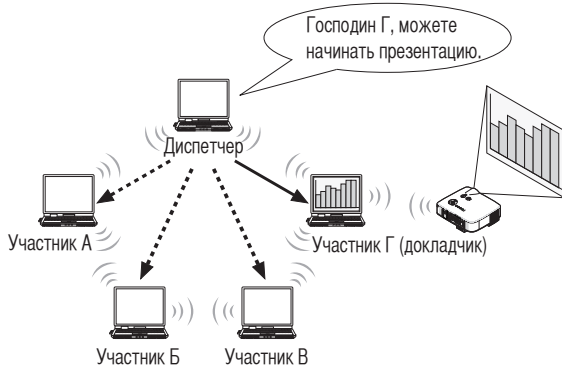 Господин Г, можете
начинать презентацию.
Диспетчер
Участник А
Участник Г (докладчик)
Участник Б
Участник В